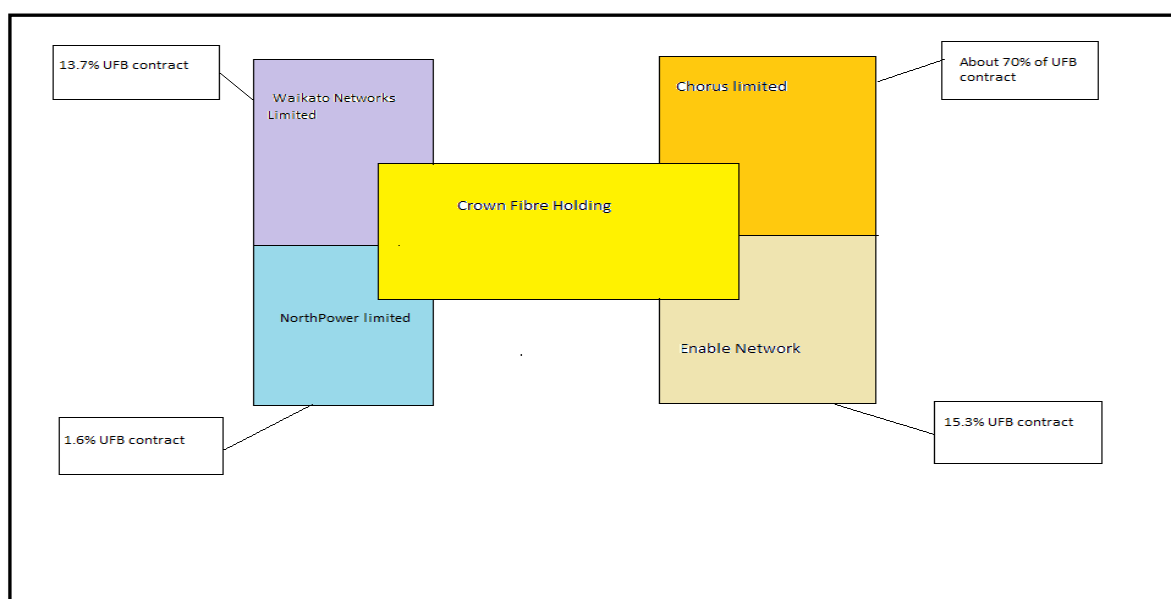 13.7% UFB contract
Waikato Networks
Limited
Chorus limited
About 70% of UFB
contract
Crown Fibre Holding
NorthPower limited
Enable Network
1.6% UFB contract
15.3% UFB contract